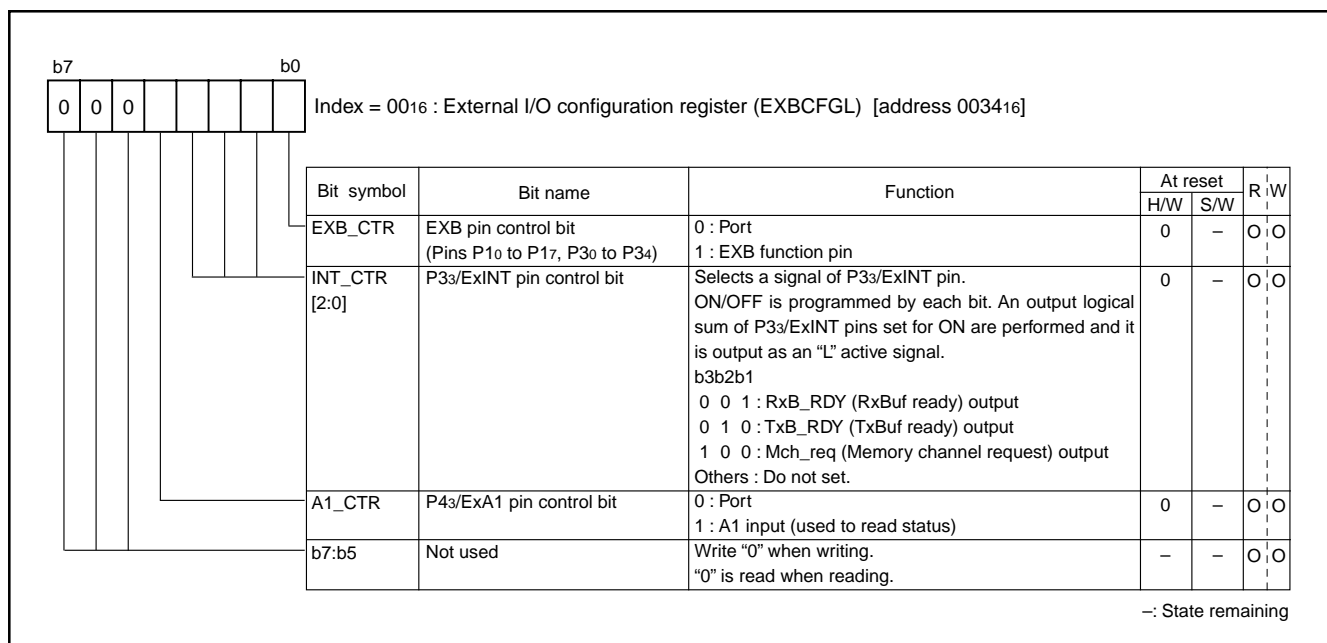 b7 b0
0 0 0 Index = 0016 : External I/O configuration register (EXBCFGL) [address 003416]
Bit symbol Bit name Function At reset R W
H/W S/W
EXB_CTR EXB pin control bit 0 : Port 0 – O O
(Pins P10 to P17, P30 to P34) 1 : EXB function pin
INT_CTR P33/ExINT pin control bit Selects a signal of P33/ExINT pin. 0 – O O
[2:0] ON/OFF is programmed by each bit. An output logical
sum of P33/ExINT pins set for ON are performed and it
is output as an “L” active signal.
b3b2b1
0 0 1 : RxB_RDY (RxBuf ready) output
0 1 0 : TxB_RDY (TxBuf ready) output
1 0 0 : Mch_req (Memory channel request) output
Others : Do not set.
A1_CTR P43/ExA1 pin control bit 0 : Port 0 – O O
1 : A1 input (used to read status)
b7:b5 Not used Write “0” when writing. – – O O
“0” is read when reading.
–: State remaining